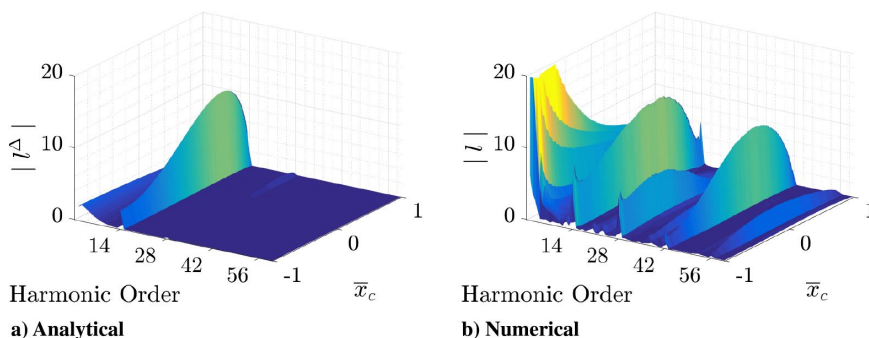 20
10
0
| l^Δ |
14
28
42
56
-1
0
1
Harmonic Order
x̅_c
a) Analytical
20
10
0
| l |
14
28
42
56
-1
0
1
Harmonic Order
x̅_c
b) Numerical